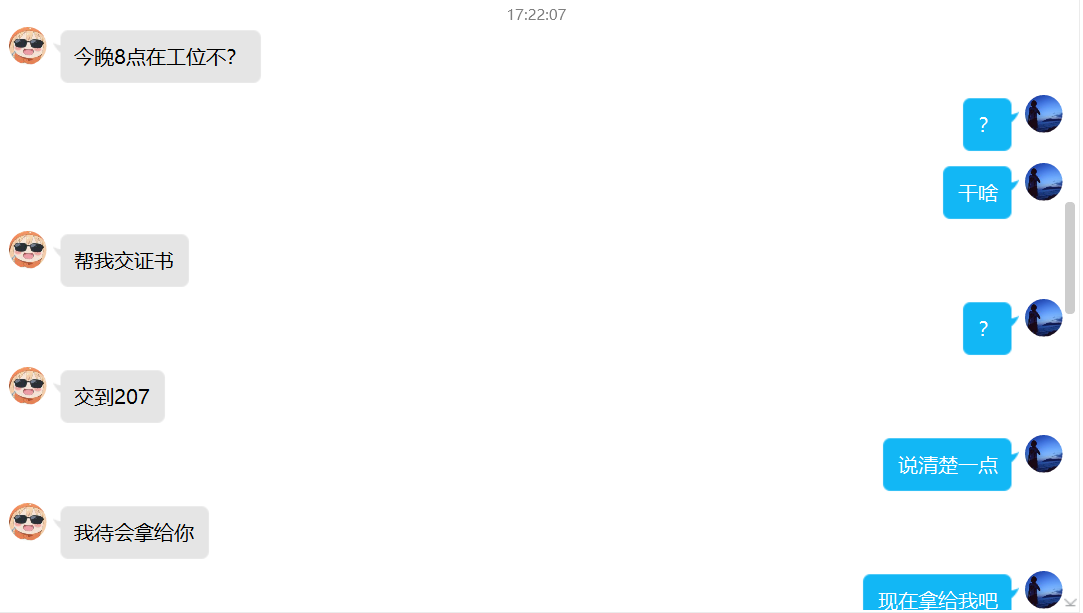 17:22:07
今晚8点在工位不？
？
干啥
帮我交证书
？
交到207
说清楚一点
我待会拿给你
现在拿给我吧